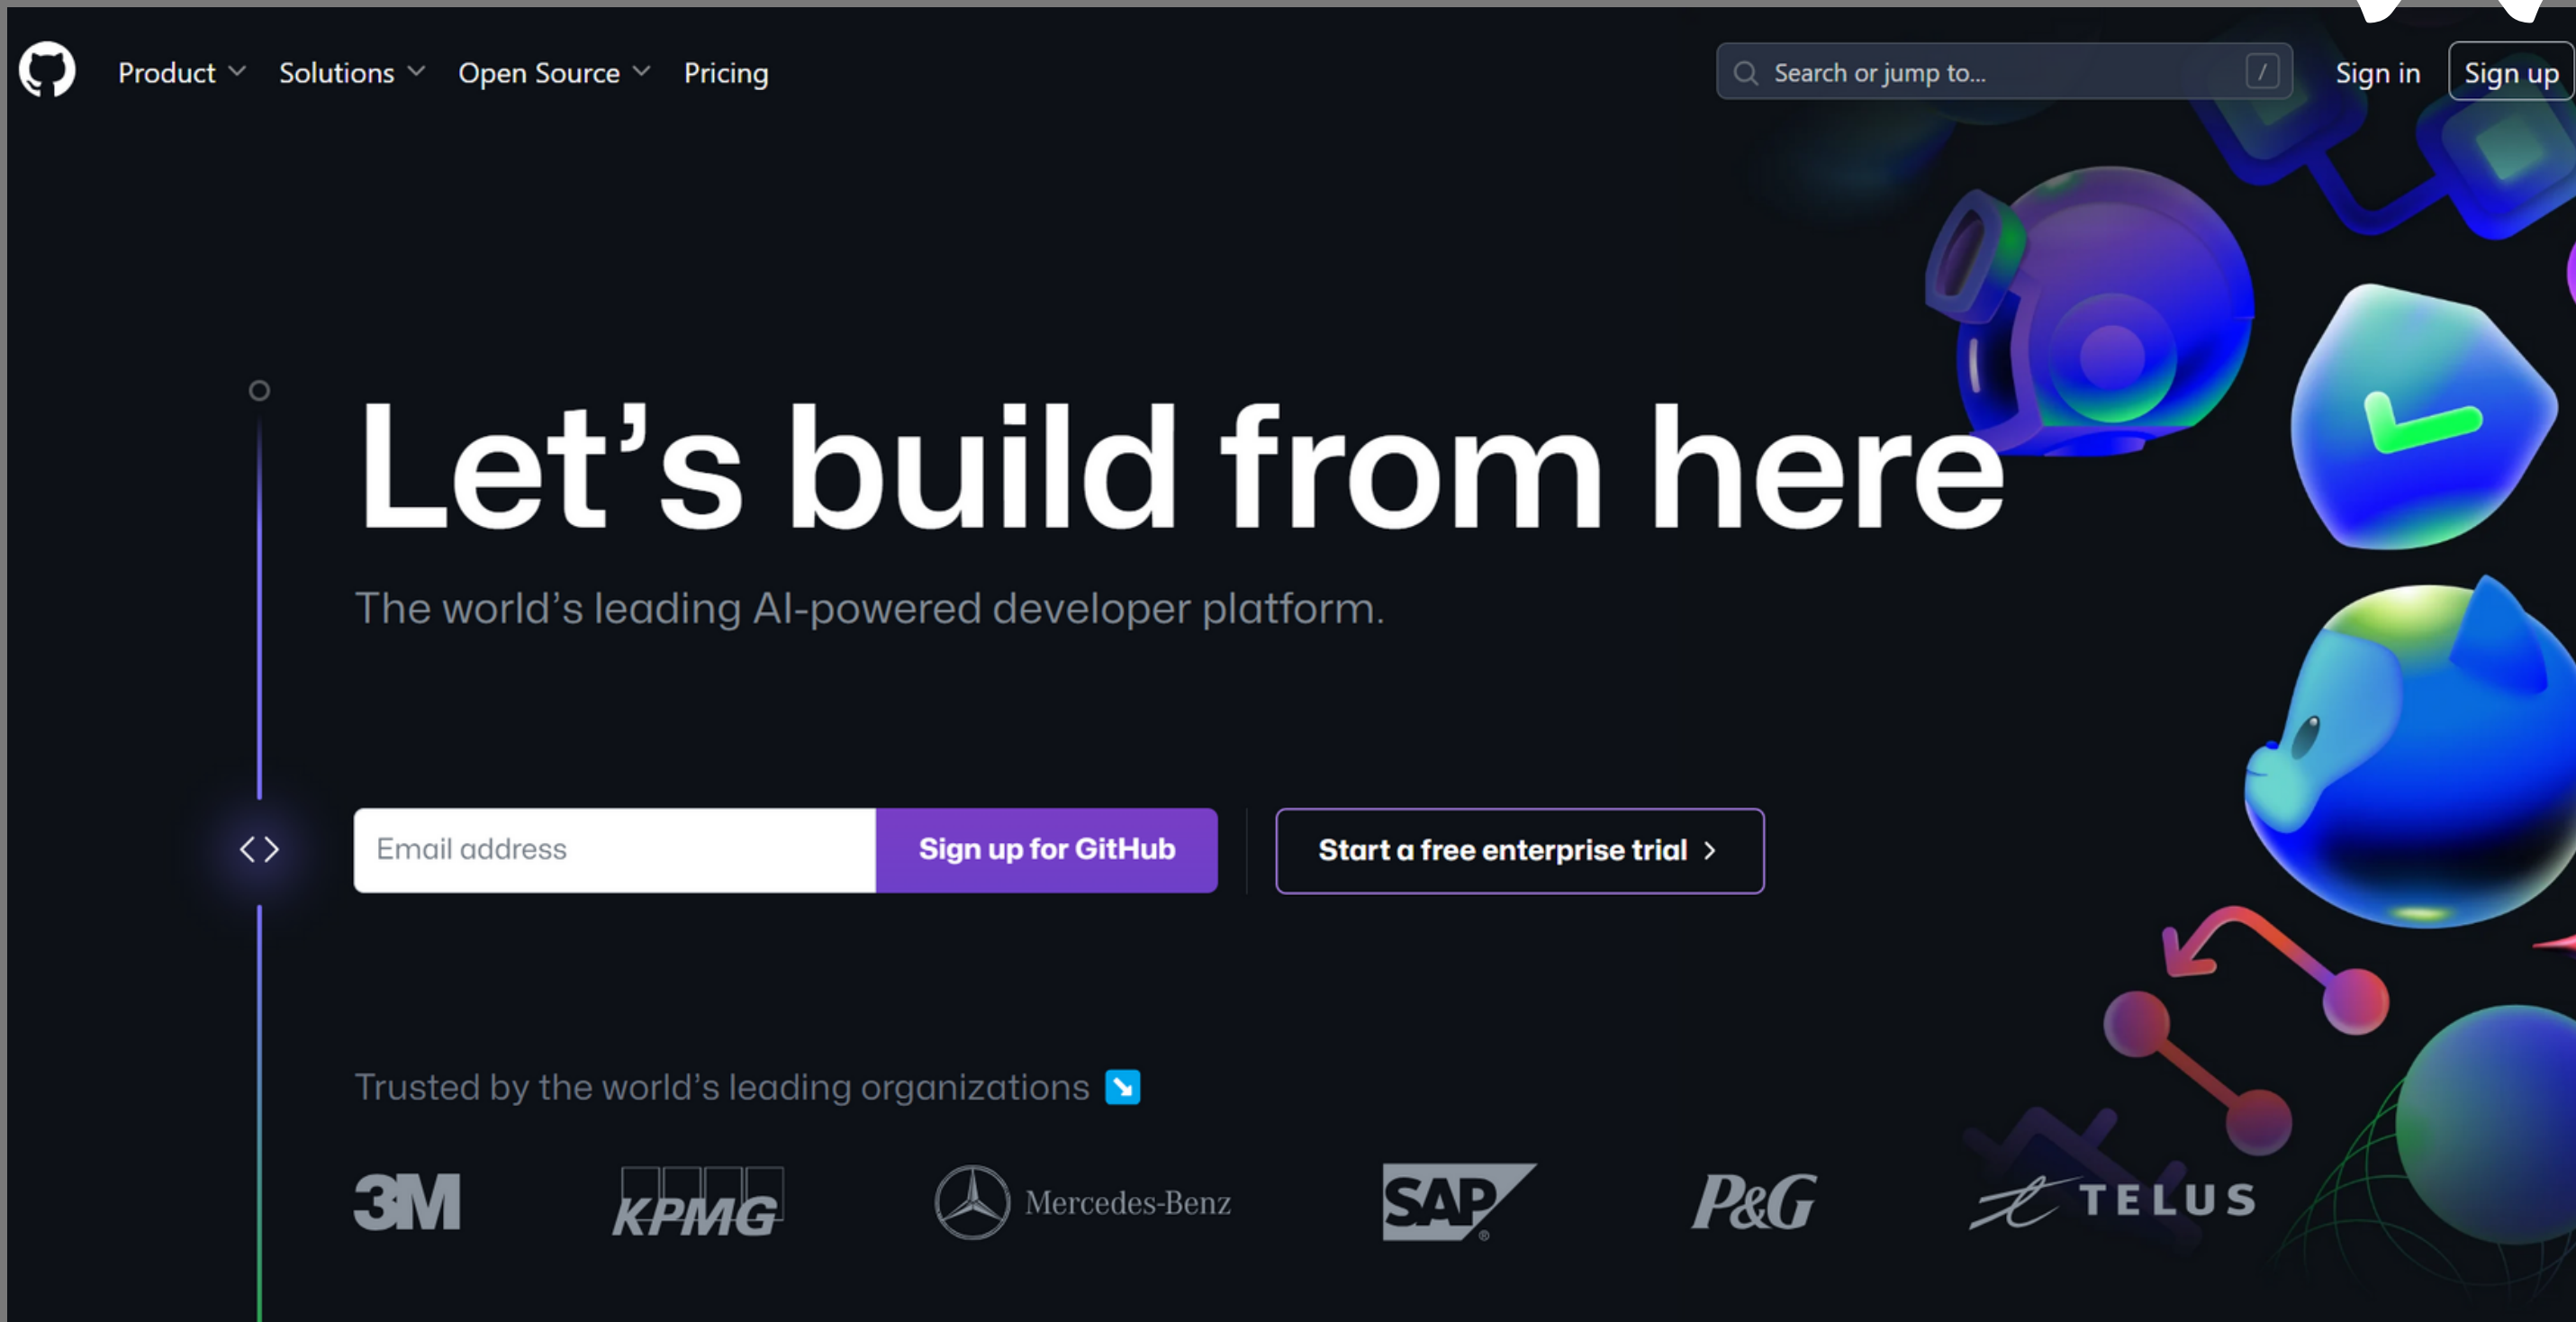 Product Solutions Open Source Pricing Search or jump to... / Sign in Sign up
Let’s build from here
The world’s leading AI-powered developer platform.
Email address Sign up for GitHub Start a free enterprise trial
Trusted by the world’s leading organizations
3M KPMG Mercedes-Benz SAP® P&G TELUS